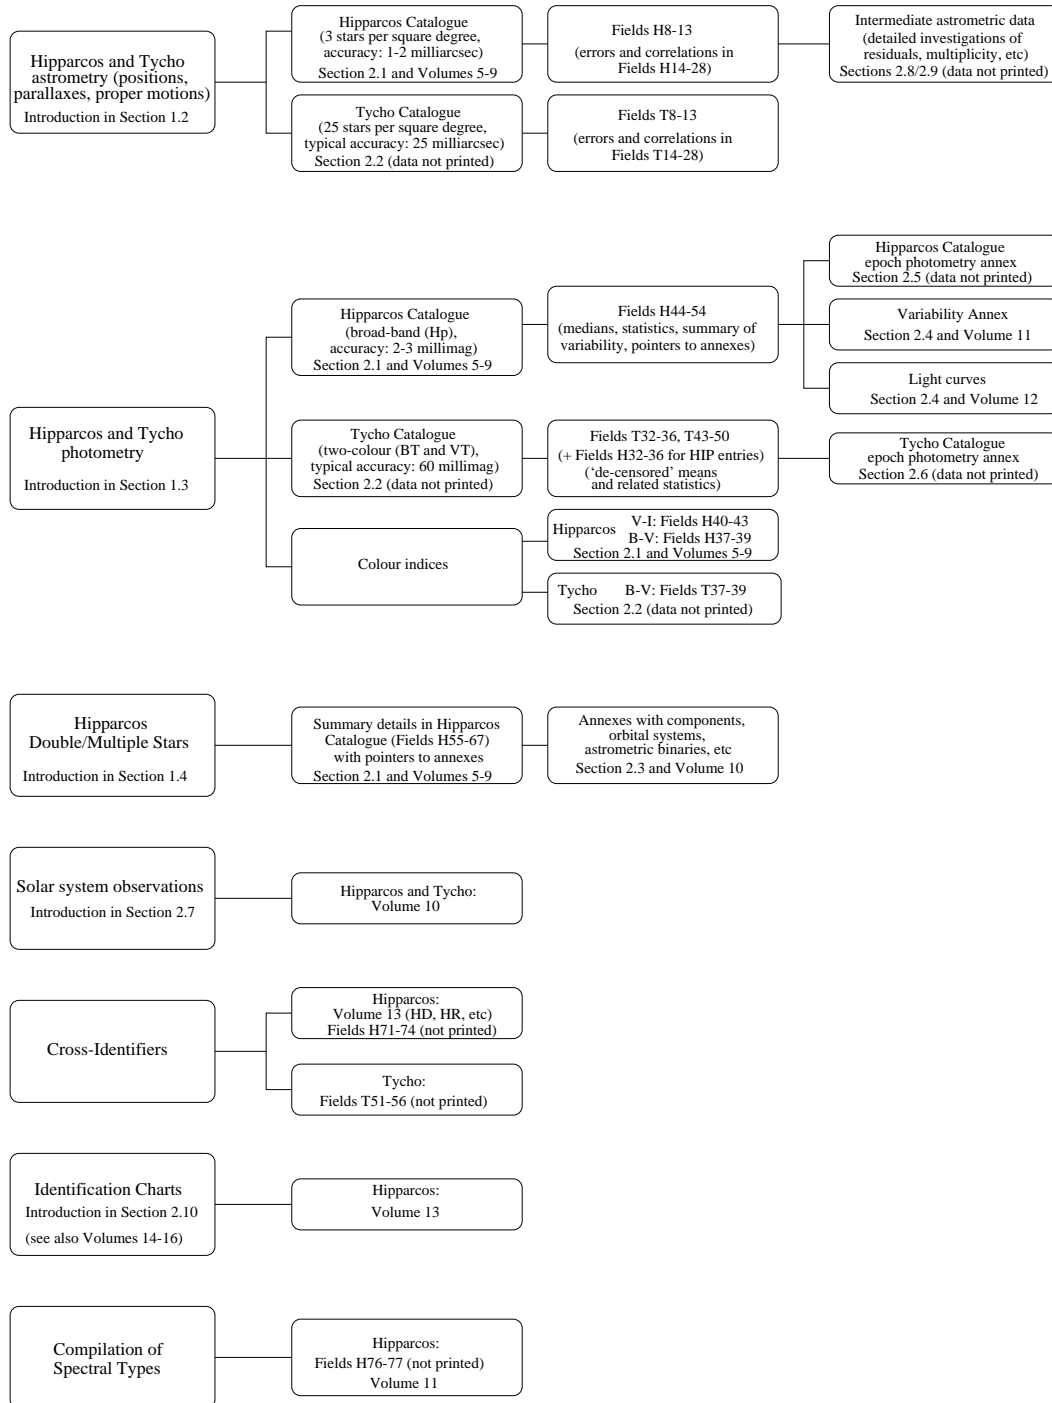 Hipparcos and Tycho
astrometry (positions,
parallaxes, proper motions)
Introduction in Section 1.2
Hipparcos Catalogue
(3 stars per square degree,
accuracy: 1-2 milliarcsec)
Section 2.1 and Volumes 5-9
Fields H8-13
(errors and correlations in
Fields H14-28)
Intermediate astrometric data
(detailed investigations of
residuals, multiplicity, etc)
Sections 2.8/2.9 (data not printed)
Tycho Catalogue
(25 stars per square degree,
typical accuracy: 25 milliarcsec)
Section 2.2 (data not printed)
Fields T8-13
(errors and correlations in
Fields T14-28)
Hipparcos and Tycho
photometry
Introduction in Section 1.3
Hipparcos Catalogue
(broad-band (Hp),
accuracy: 2-3 millimag)
Section 2.1 and Volumes 5-9
Fields H44-54
(medians, statistics, summary of
variability, pointers to annexes)
Hipparcos Catalogue
epoch photometry annex
Section 2.5 (data not printed)
Variability Annex
Section 2.4 and Volume 11
Light curves
Section 2.4 and Volume 12
Tycho Catalogue
(two-colour (BT and VT),
typical accuracy: 60 millimag)
Section 2.2 (data not printed)
Fields T32-36, T43-50
(+ Fields H32-36 for HIP entries)
(‘de-censored’ means
and related statistics)
Tycho Catalogue
epoch photometry annex
Section 2.6 (data not printed)
Colour indices
V-I: Fields H40-43
Hipparcos
B-V: Fields H37-39
Section 2.1 and Volumes 5-9
Tycho B-V: Fields T37-39
Section 2.2 (data not printed)
Hipparcos
Double/Multiple Stars
Introduction in Section 1.4
Summary details in Hipparcos
Catalogue (Fields H55-67)
with pointers to annexes
Section 2.1 and Volumes 5-9
Annexes with components,
orbital systems,
astrometric binaries, etc
Section 2.3 and Volume 10
Solar system observations
Introduction in Section 2.7
Hipparcos and Tycho:
Volume 10
Cross-Identifiers
Hipparcos:
Volume 13 (HD, HR, etc)
Fields H71-74 (not printed)
Tycho:
Fields T51-56 (not printed)
Identification Charts
Introduction in Section 2.10
(see also Volumes 14-16)
Hipparcos:
Volume 13
Compilation of
Spectral Types
Hipparcos:
Fields H76-77 (not printed)
Volume 11